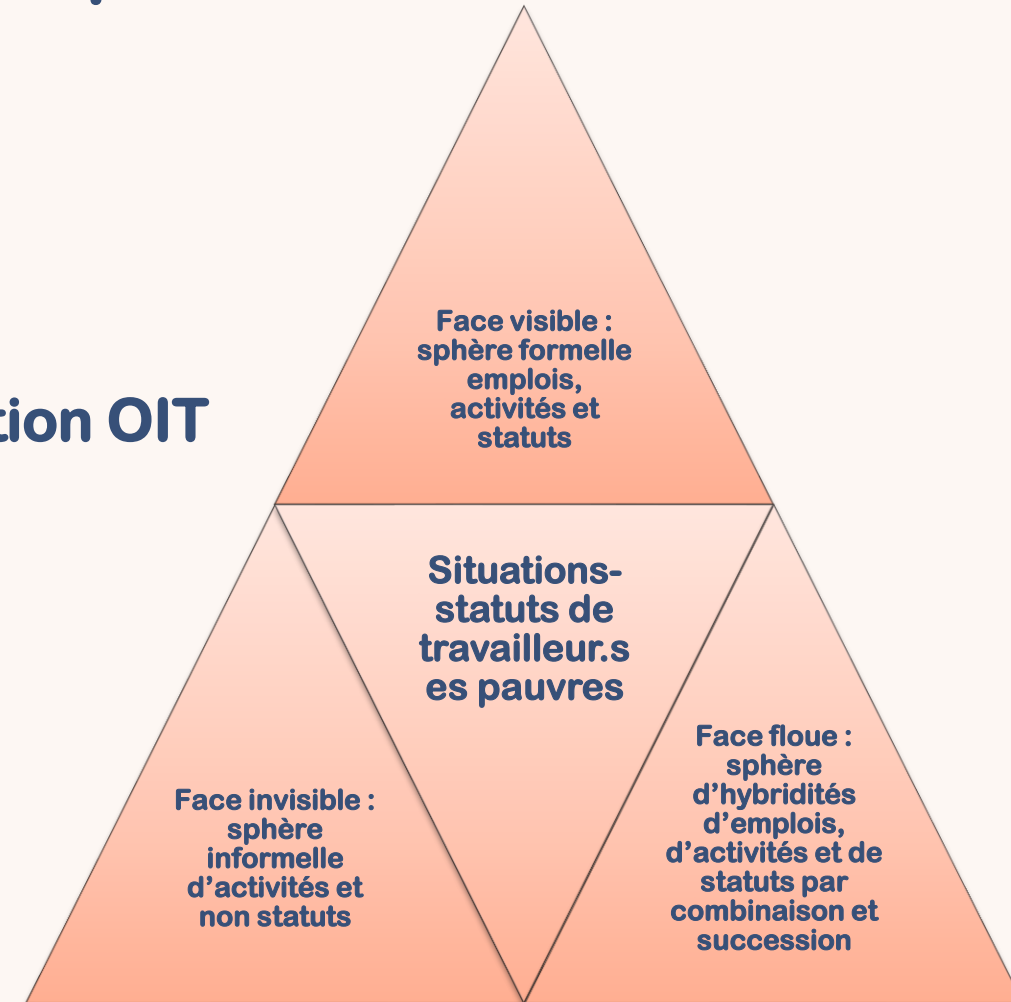 Face visible :
sphère formelle
emplois,
activités et
statuts
tion OIT
Situations-
statuts de
travailleur.s
es pauvres
Face invisible :
sphère
informelle
d’activités et
non statuts
Face floue :
sphère
d’hybridités
d’emplois,
d’activités et de
statuts par
combinaison et
succession